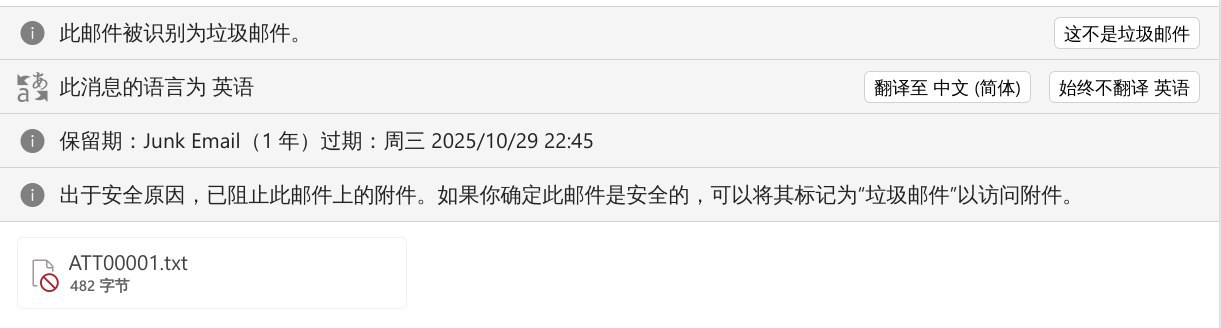 此邮件被识别为垃圾邮件。 这不是垃圾邮件
此消息的语言为 英语 翻译至 中文 (简体) 始终不翻译 英语
保留期：Junk Email（1 年）过期：周三 2025/10/29 22:45
出于安全原因，已阻止此邮件上的附件。如果你确定此邮件是安全的，可以将其标记为“垃圾邮件”以访问附件。
ATT00001.txt
482 字节